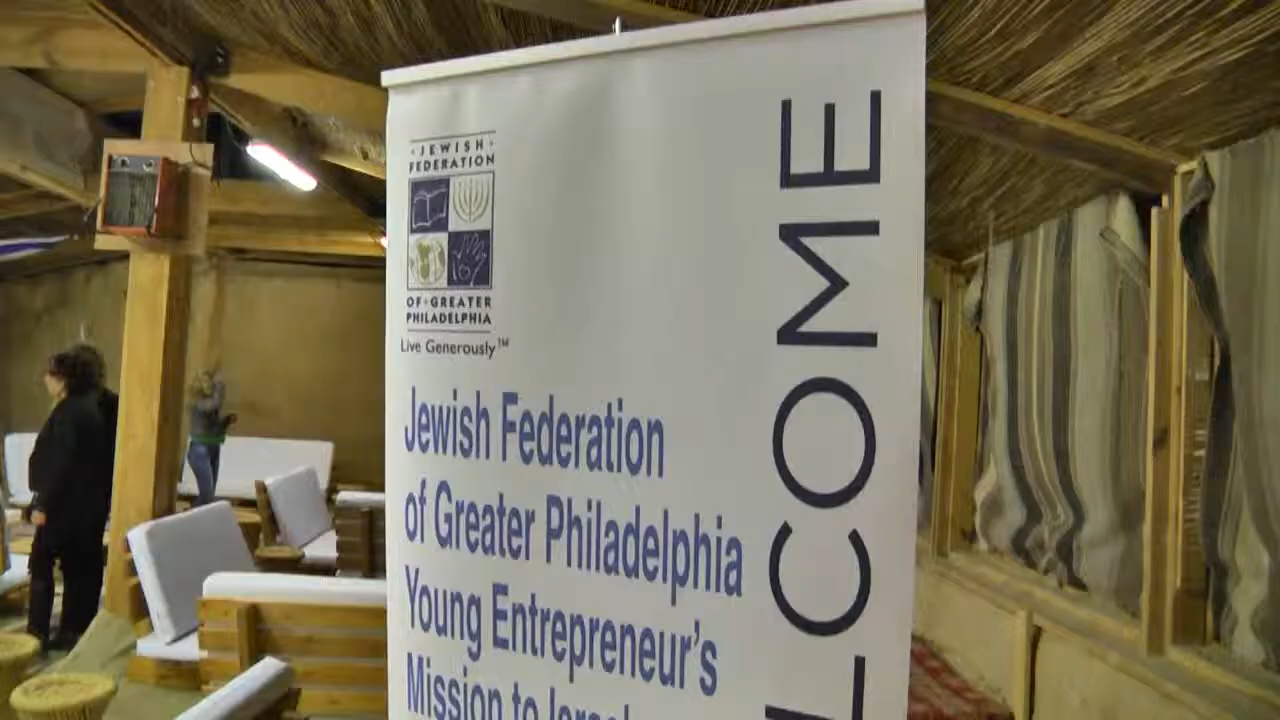 ·JEWISH·
FEDERATION
OF·GREATER
PHILADELPHIA
Live Generously™
Jewish Federation
of Greater Philadelphia
Young Entrepreneur's
Mission to Israel
LCOME